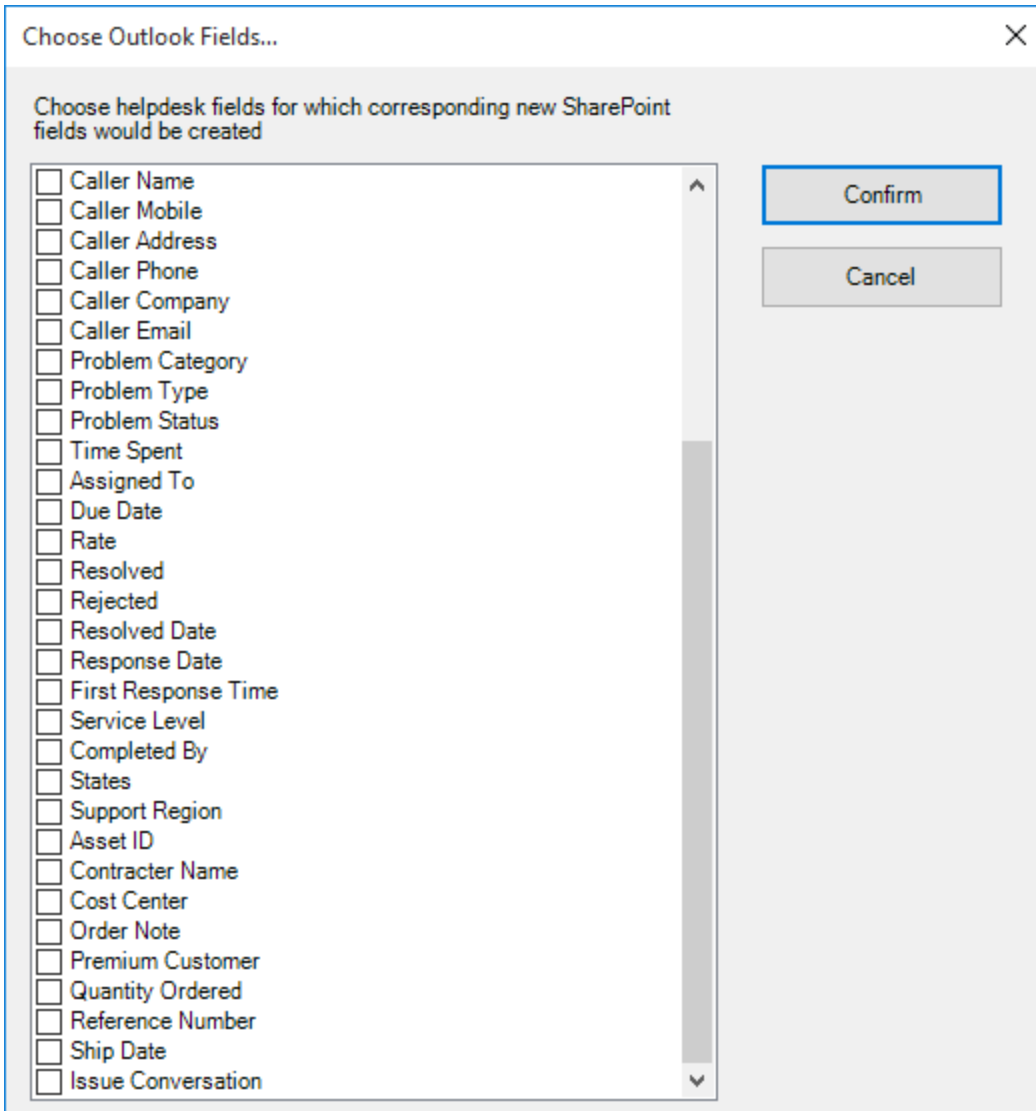 Choose Outlook Fields...
Choose helpdesk fields for which corresponding new SharePoint
fields would be created
Caller Name
Caller Mobile
Caller Address
Caller Phone
Caller Company
Caller Email
Problem Category
Problem Type
Problem Status
Time Spent
Assigned To
Due Date
Rate
Resolved
Rejected
Resolved Date
Response Date
First Response Time
Service Level
Completed By
States
Support Region
Asset ID
Contracter Name
Cost Center
Order Note
Premium Customer
Quantity Ordered
Reference Number
Ship Date
Issue Conversation
Confirm
Cancel